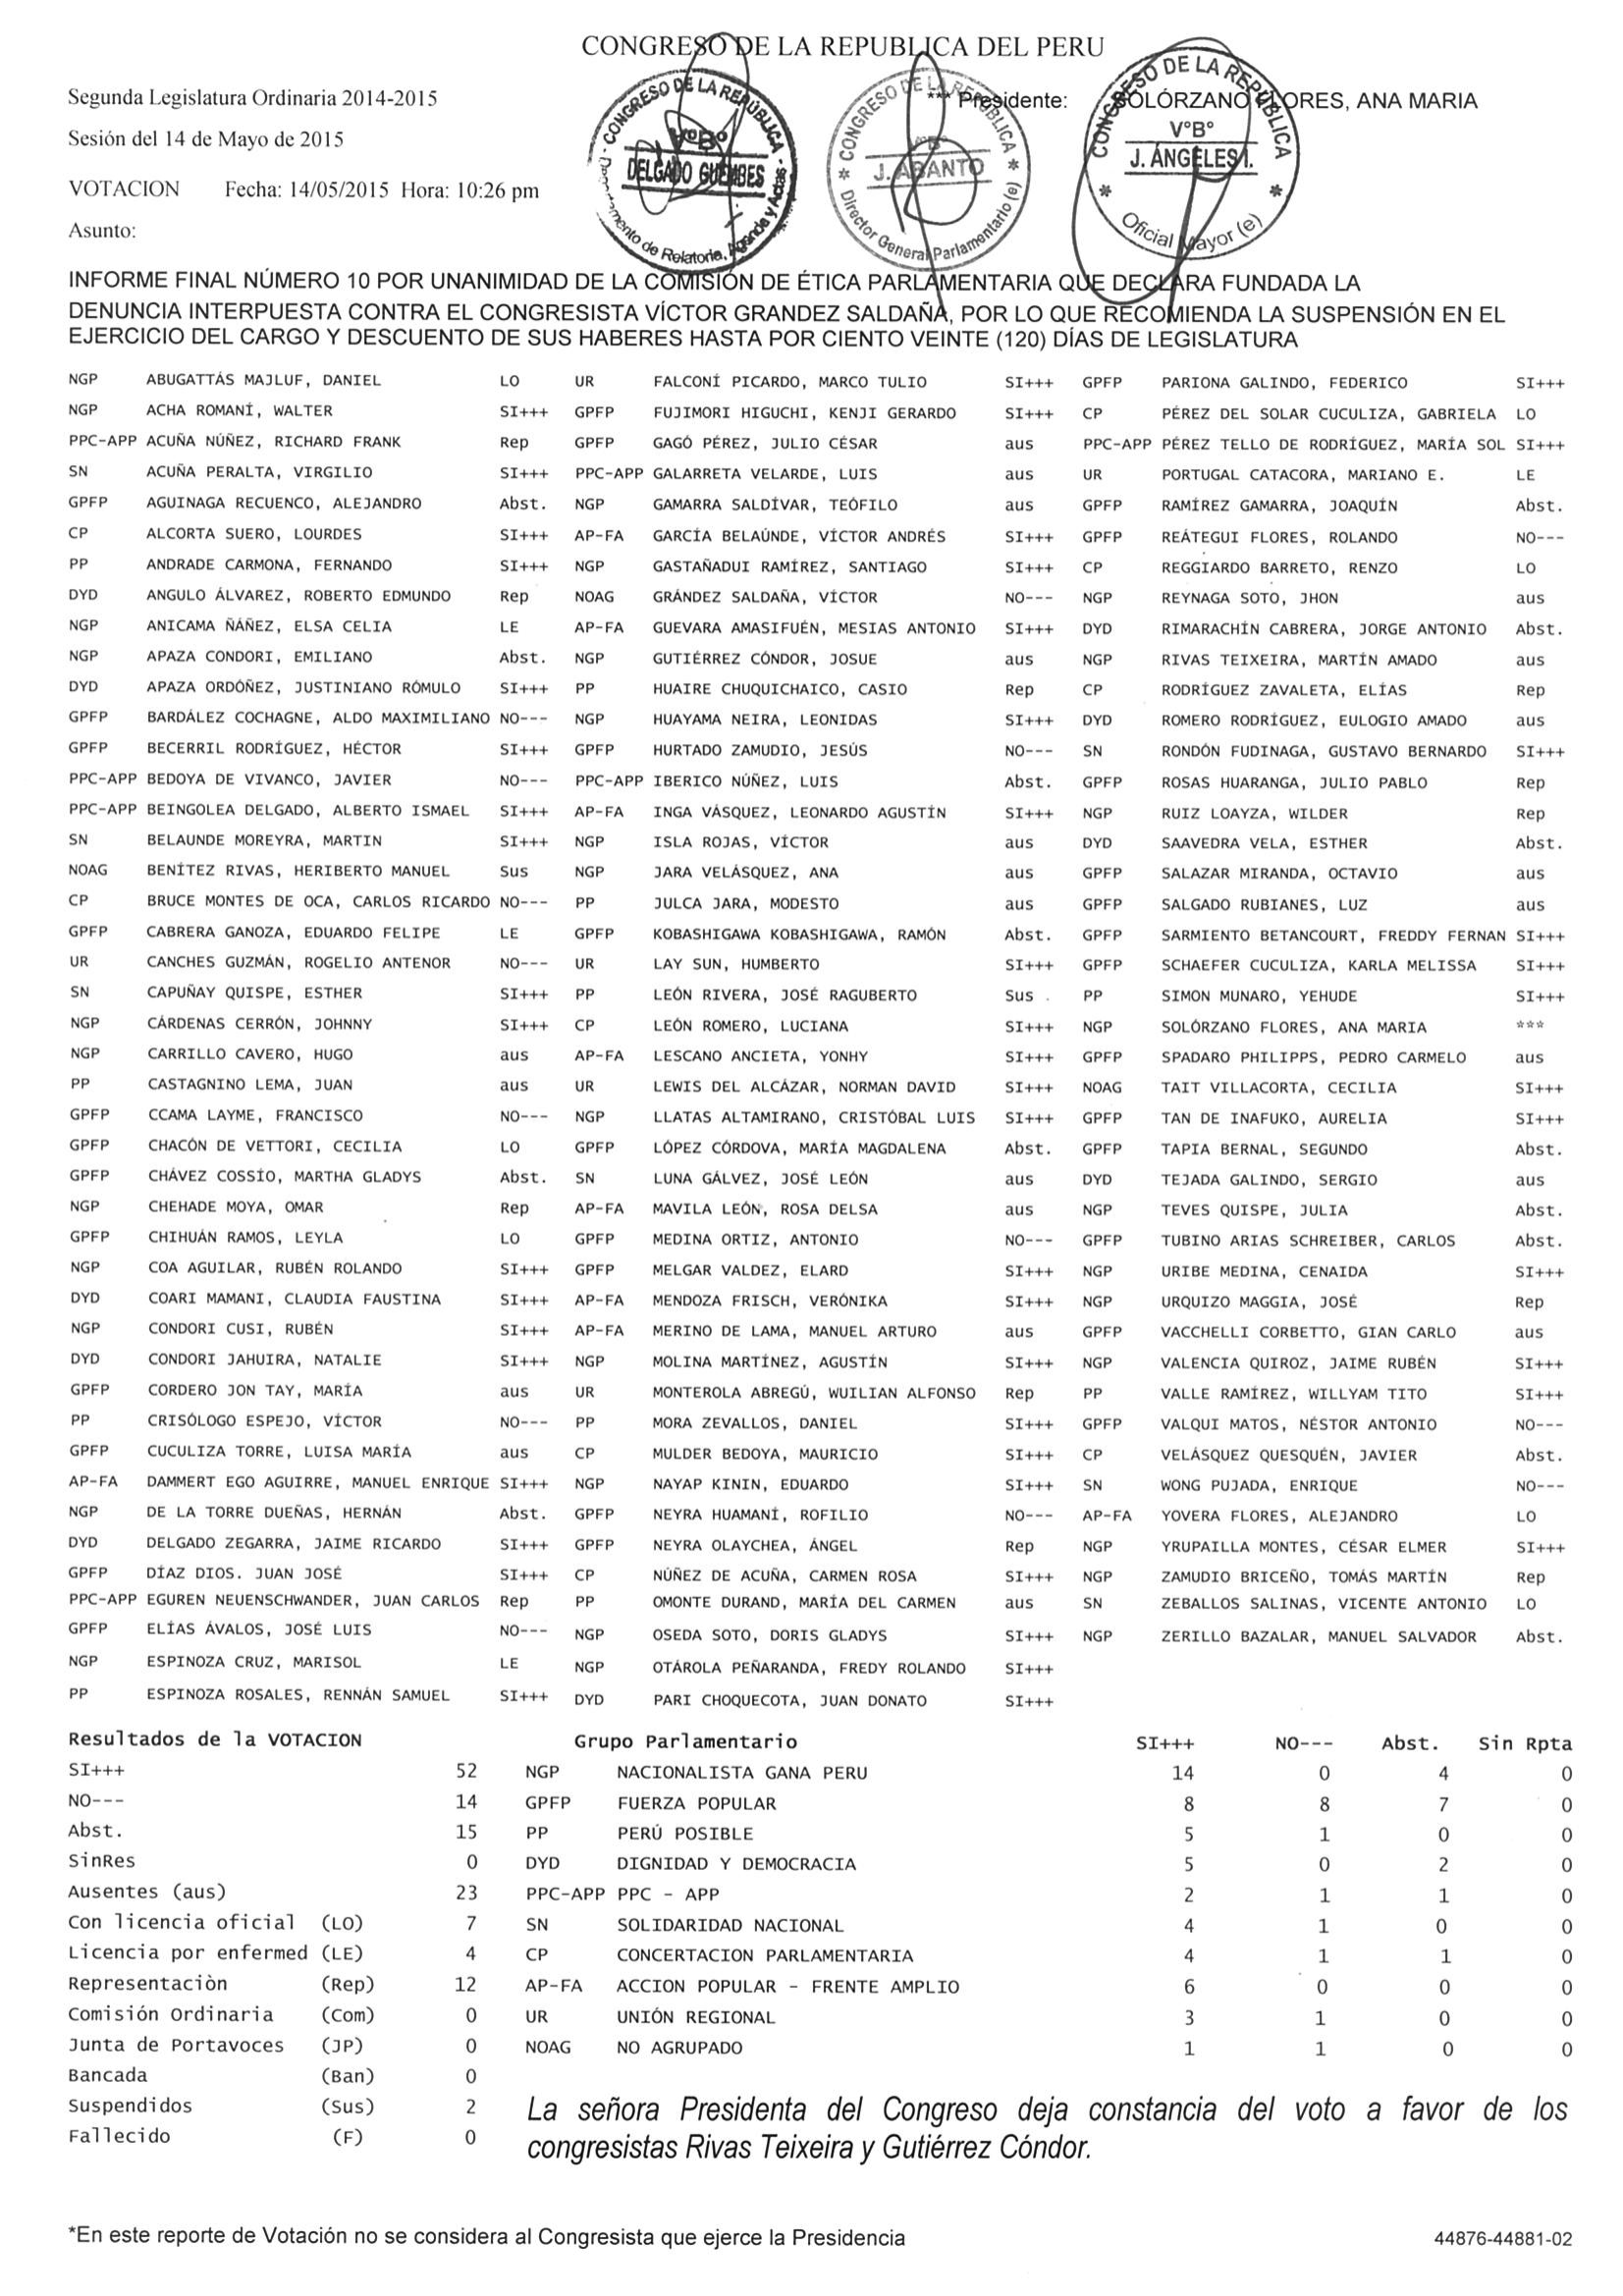 CONGRESO DE LA REPUBLICA DEL PERU
Segunda Legislatura Ordinaria 2014-2015
*** Presidente: SOLÓRZANO FLORES, ANA MARIA
Sesión del 14 de Mayo de 2015
VOTACION Fecha: 14/05/2015 Hora: 10:26 pm
Asunto:
CONGRESO DE LA REPÚBLICA
VºBº
DELGADO GUEMBES
Departamento de Relatoria, Agenda y Actas
CONGRESO DE LA REPÚBLICA
J. ABANTO
Director General Parlamentario (e)
CONGRESO DE LA REPÚBLICA
V°B°
J. ÁNGELES I.
Oficial Mayor (e)
INFORME FINAL NÚMERO 10 POR UNANIMIDAD DE LA COMISIÓN DE ÉTICA PARLAMENTARIA QUE DECLARA FUNDADA LA
DENUNCIA INTERPUESTA CONTRA EL CONGRESISTA VÍCTOR GRANDEZ SALDAÑA, POR LO QUE RECOMIENDA LA SUSPENSIÓN EN EL
EJERCICIO DEL CARGO Y DESCUENTO DE SUS HABERES HASTA POR CIENTO VEINTE (120) DÍAS DE LEGISLATURA
NGP ABUGATTÁS MAJLUF, DANIEL LO UR FALCONÍ PICARDO, MARCO TULIO SI+++ GPFP PARIONA GALINDO, FEDERICO SI+++
NGP ACHA ROMANÍ, WALTER SI+++ GPFP FUJIMORI HIGUCHI, KENJI GERARDO SI+++ CP PÉREZ DEL SOLAR CUCULIZA, GABRIELA LO
PPC-APP ACUÑA NÚÑEZ, RICHARD FRANK Rep GPFP GAGÓ PÉREZ, JULIO CÉSAR aus PPC-APP PÉREZ TELLO DE RODRÍGUEZ, MARÍA SOL SI+++
SN ACUÑA PERALTA, VIRGILIO SI+++ PPC-APP GALARRETA VELARDE, LUIS aus UR PORTUGAL CATACORA, MARIANO E. LE
GPFP AGUINAGA RECUENCO, ALEJANDRO Abst. NGP GAMARRA SALDÍVAR, TEÓFILO aus GPFP RAMÍREZ GAMARRA, JOAQUÍN Abst.
CP ALCORTA SUERO, LOURDES SI+++ AP-FA GARCÍA BELAÚNDE, VÍCTOR ANDRÉS SI+++ GPFP REÁTEGUI FLORES, ROLANDO NO---
PP ANDRADE CARMONA, FERNANDO SI+++ NGP GASTAÑADUI RAMÍREZ, SANTIAGO SI+++ CP REGGIARDO BARRETO, RENZO LO
DYD ANGULO ÁLVAREZ, ROBERTO EDMUNDO Rep NOAG GRÁNDEZ SALDAÑA, VÍCTOR NO--- NGP REYNAGA SOTO, JHON aus
NGP ANICAMA ÑÁÑEZ, ELSA CELIA LE AP-FA GUEVARA AMASIFUÉN, MESIAS ANTONIO SI+++ DYD RIMARACHÍN CABRERA, JORGE ANTONIO Abst.
NGP APAZA CONDORI, EMILIANO Abst. NGP GUTIÉRREZ CÓNDOR, JOSUE aus NGP RIVAS TEIXEIRA, MARTÍN AMADO aus
DYD APAZA ORDÓÑEZ, JUSTINIANO RÓMULO SI+++ PP HUAIRE CHUQUICHAICO, CASIO Rep CP RODRÍGUEZ ZAVALETA, ELÍAS Rep
GPFP BARDÁLEZ COCHAGNE, ALDO MAXIMILIANO NO--- NGP HUAYAMA NEIRA, LEONIDAS SI+++ DYD ROMERO RODRÍGUEZ, EULOGIO AMADO aus
GPFP BECERRIL RODRÍGUEZ, HÉCTOR SI+++ GPFP HURTADO ZAMUDIO, JESÚS NO--- SN RONDÓN FUDINAGA, GUSTAVO BERNARDO SI+++
PPC-APP BEDOYA DE VIVANCO, JAVIER NO--- PPC-APP IBERICO NÚÑEZ, LUIS Abst. GPFP ROSAS HUARANGA, JULIO PABLO Rep
PPC-APP BEINGOLEA DELGADO, ALBERTO ISMAEL SI+++ AP-FA INGA VÁSQUEZ, LEONARDO AGUSTÍN SI+++ NGP RUIZ LOAYZA, WILDER Rep
SN BELAUNDE MOREYRA, MARTIN SI+++ NGP ISLA ROJAS, VÍCTOR aus DYD SAAVEDRA VELA, ESTHER Abst.
NOAG BENÍTEZ RIVAS, HERIBERTO MANUEL Sus NGP JARA VELÁSQUEZ, ANA aus GPFP SALAZAR MIRANDA, OCTAVIO aus
CP BRUCE MONTES DE OCA, CARLOS RICARDO NO--- PP JULCA JARA, MODESTO aus GPFP SALGADO RUBIANES, LUZ aus
GPFP CABRERA GANOZA, EDUARDO FELIPE LE GPFP KOBASHIGAWA KOBASHIGAWA, RAMÓN Abst. GPFP SARMIENTO BETANCOURT, FREDDY FERNAN SI+++
UR CANCHES GUZMÁN, ROGELIO ANTENOR NO--- UR LAY SUN, HUMBERTO SI+++ GPFP SCHAEFER CUCULIZA, KARLA MELISSA SI+++
SN CAPUÑAY QUISPE, ESTHER SI+++ PP LEÓN RIVERA, JOSÉ RAGUBERTO Sus PP SIMON MUNARO, YEHUDE SI+++
NGP CÁRDENAS CERRÓN, JOHNNY SI+++ CP LEÓN ROMERO, LUCIANA SI+++ NGP SOLÓRZANO FLORES, ANA MARIA ***
NGP CARRILLO CAVERO, HUGO aus AP-FA LESCANO ANCIETA, YONHY SI+++ GPFP SPADARO PHILIPPS, PEDRO CARMELO aus
PP CASTAGNINO LEMA, JUAN aus UR LEWIS DEL ALCÁZAR, NORMAN DAVID SI+++ NOAG TAIT VILLACORTA, CECILIA SI+++
GPFP CCAMA LAYME, FRANCISCO NO--- NGP LLATAS ALTAMIRANO, CRISTÓBAL LUIS SI+++ GPFP TAN DE INAFUKO, AURELIA SI+++
GPFP CHACÓN DE VETTORI, CECILIA LO GPFP LÓPEZ CÓRDOVA, MARÍA MAGDALENA Abst. GPFP TAPIA BERNAL, SEGUNDO Abst.
GPFP CHÁVEZ COSSÍO, MARTHA GLADYS Abst. SN LUNA GÁLVEZ, JOSÉ LEÓN aus DYD TEJADA GALINDO, SERGIO aus
NGP CHEHADE MOYA, OMAR Rep AP-FA MAVILA LEÓN, ROSA DELSA aus NGP TEVES QUISPE, JULIA Abst.
GPFP CHIHUÁN RAMOS, LEYLA LO GPFP MEDINA ORTIZ, ANTONIO NO--- GPFP TUBINO ARIAS SCHREIBER, CARLOS Abst.
NGP COA AGUILAR, RUBÉN ROLANDO SI+++ GPFP MELGAR VALDEZ, ELARD SI+++ NGP URIBE MEDINA, CENAIDA SI+++
DYD COARI MAMANI, CLAUDIA FAUSTINA SI+++ AP-FA MENDOZA FRISCH, VERÓNIKA SI+++ NGP URQUIZO MAGGIA, JOSÉ Rep
NGP CONDORI CUSI, RUBÉN SI+++ AP-FA MERINO DE LAMA, MANUEL ARTURO aus GPFP VACCHELLI CORBETTO, GIAN CARLO aus
DYD CONDORI JAHUIRA, NATALIE SI+++ NGP MOLINA MARTÍNEZ, AGUSTÍN SI+++ NGP VALENCIA QUIROZ, JAIME RUBÉN SI+++
GPFP CORDERO JON TAY, MARÍA aus UR MONTEROLA ABREGÚ, WUILIAN ALFONSO Rep PP VALLE RAMÍREZ, WILLYAM TITO SI+++
PP CRISÓLOGO ESPEJO, VÍCTOR NO--- PP MORA ZEVALLOS, DANIEL SI+++ GPFP VALQUI MATOS, NÉSTOR ANTONIO NO---
GPFP CUCULIZA TORRE, LUISA MARÍA aus CP MULDER BEDOYA, MAURICIO SI+++ CP VELÁSQUEZ QUESQUÉN, JAVIER Abst.
AP-FA DAMMERT EGO AGUIRRE, MANUEL ENRIQUE SI+++ NGP NAYAP KININ, EDUARDO SI+++ SN WONG PUJADA, ENRIQUE NO---
NGP DE LA TORRE DUEÑAS, HERNÁN Abst. GPFP NEYRA HUAMANÍ, ROFILIO NO--- AP-FA YOVERA FLORES, ALEJANDRO LO
DYD DELGADO ZEGARRA, JAIME RICARDO SI+++ GPFP NEYRA OLAYCHEA, ÁNGEL Rep NGP YRUPAILLA MONTES, CÉSAR ELMER SI+++
GPFP DÍAZ DIOS. JUAN JOSÉ SI+++ CP NÚÑEZ DE ACUÑA, CARMEN ROSA SI+++ NGP ZAMUDIO BRICEÑO, TOMÁS MARTÍN Rep
PPC-APP EGUREN NEUENSCHWANDER, JUAN CARLOS Rep PP OMONTE DURAND, MARÍA DEL CARMEN aus SN ZEBALLOS SALINAS, VICENTE ANTONIO LO
GPFP ELÍAS ÁVALOS, JOSÉ LUIS NO--- NGP OSEDA SOTO, DORIS GLADYS SI+++ NGP ZERILLO BAZALAR, MANUEL SALVADOR Abst.
NGP ESPINOZA CRUZ, MARISOL LE NGP OTÁROLA PEÑARANDA, FREDY ROLANDO SI+++
PP ESPINOZA ROSALES, RENNÁN SAMUEL SI+++ DYD PARI CHOQUECOTA, JUAN DONATO SI+++
Resultados de la VOTACION Grupo Parlamentario SI+++ NO--- Abst. Sin Rpta
SI+++ 52 NGP NACIONALISTA GANA PERU 14 0 4 0
NO--- 14 GPFP FUERZA POPULAR 8 8 7 0
Abst. 15 PP PERÚ POSIBLE 5 1 0 0
SinRes 0 DYD DIGNIDAD Y DEMOCRACIA 5 0 2 0
Ausentes (aus) 23 PPC-APP PPC - APP 2 1 1 0
Con licencia oficial (LO) 7 SN SOLIDARIDAD NACIONAL 4 1 0 0
Licencia por enfermed (LE) 4 CP CONCERTACION PARLAMENTARIA 4 1 1 0
Representaciòn (Rep) 12 AP-FA ACCION POPULAR - FRENTE AMPLIO 6 0 0 0
Comisión Ordinaria (Com) 0 UR UNIÓN REGIONAL 3 1 0 0
Junta de Portavoces (JP) 0 NOAG NO AGRUPADO 1 1 0 0
Bancada (Ban) 0
Suspendidos (Sus) 2
Fallecido (F) 0
La señora Presidenta del Congreso deja constancia del voto a favor de los
congresistas Rivas Teixeira y Gutiérrez Cóndor.
*En este reporte de Votación no se considera al Congresista que ejerce la Presidencia 44876-44881-02